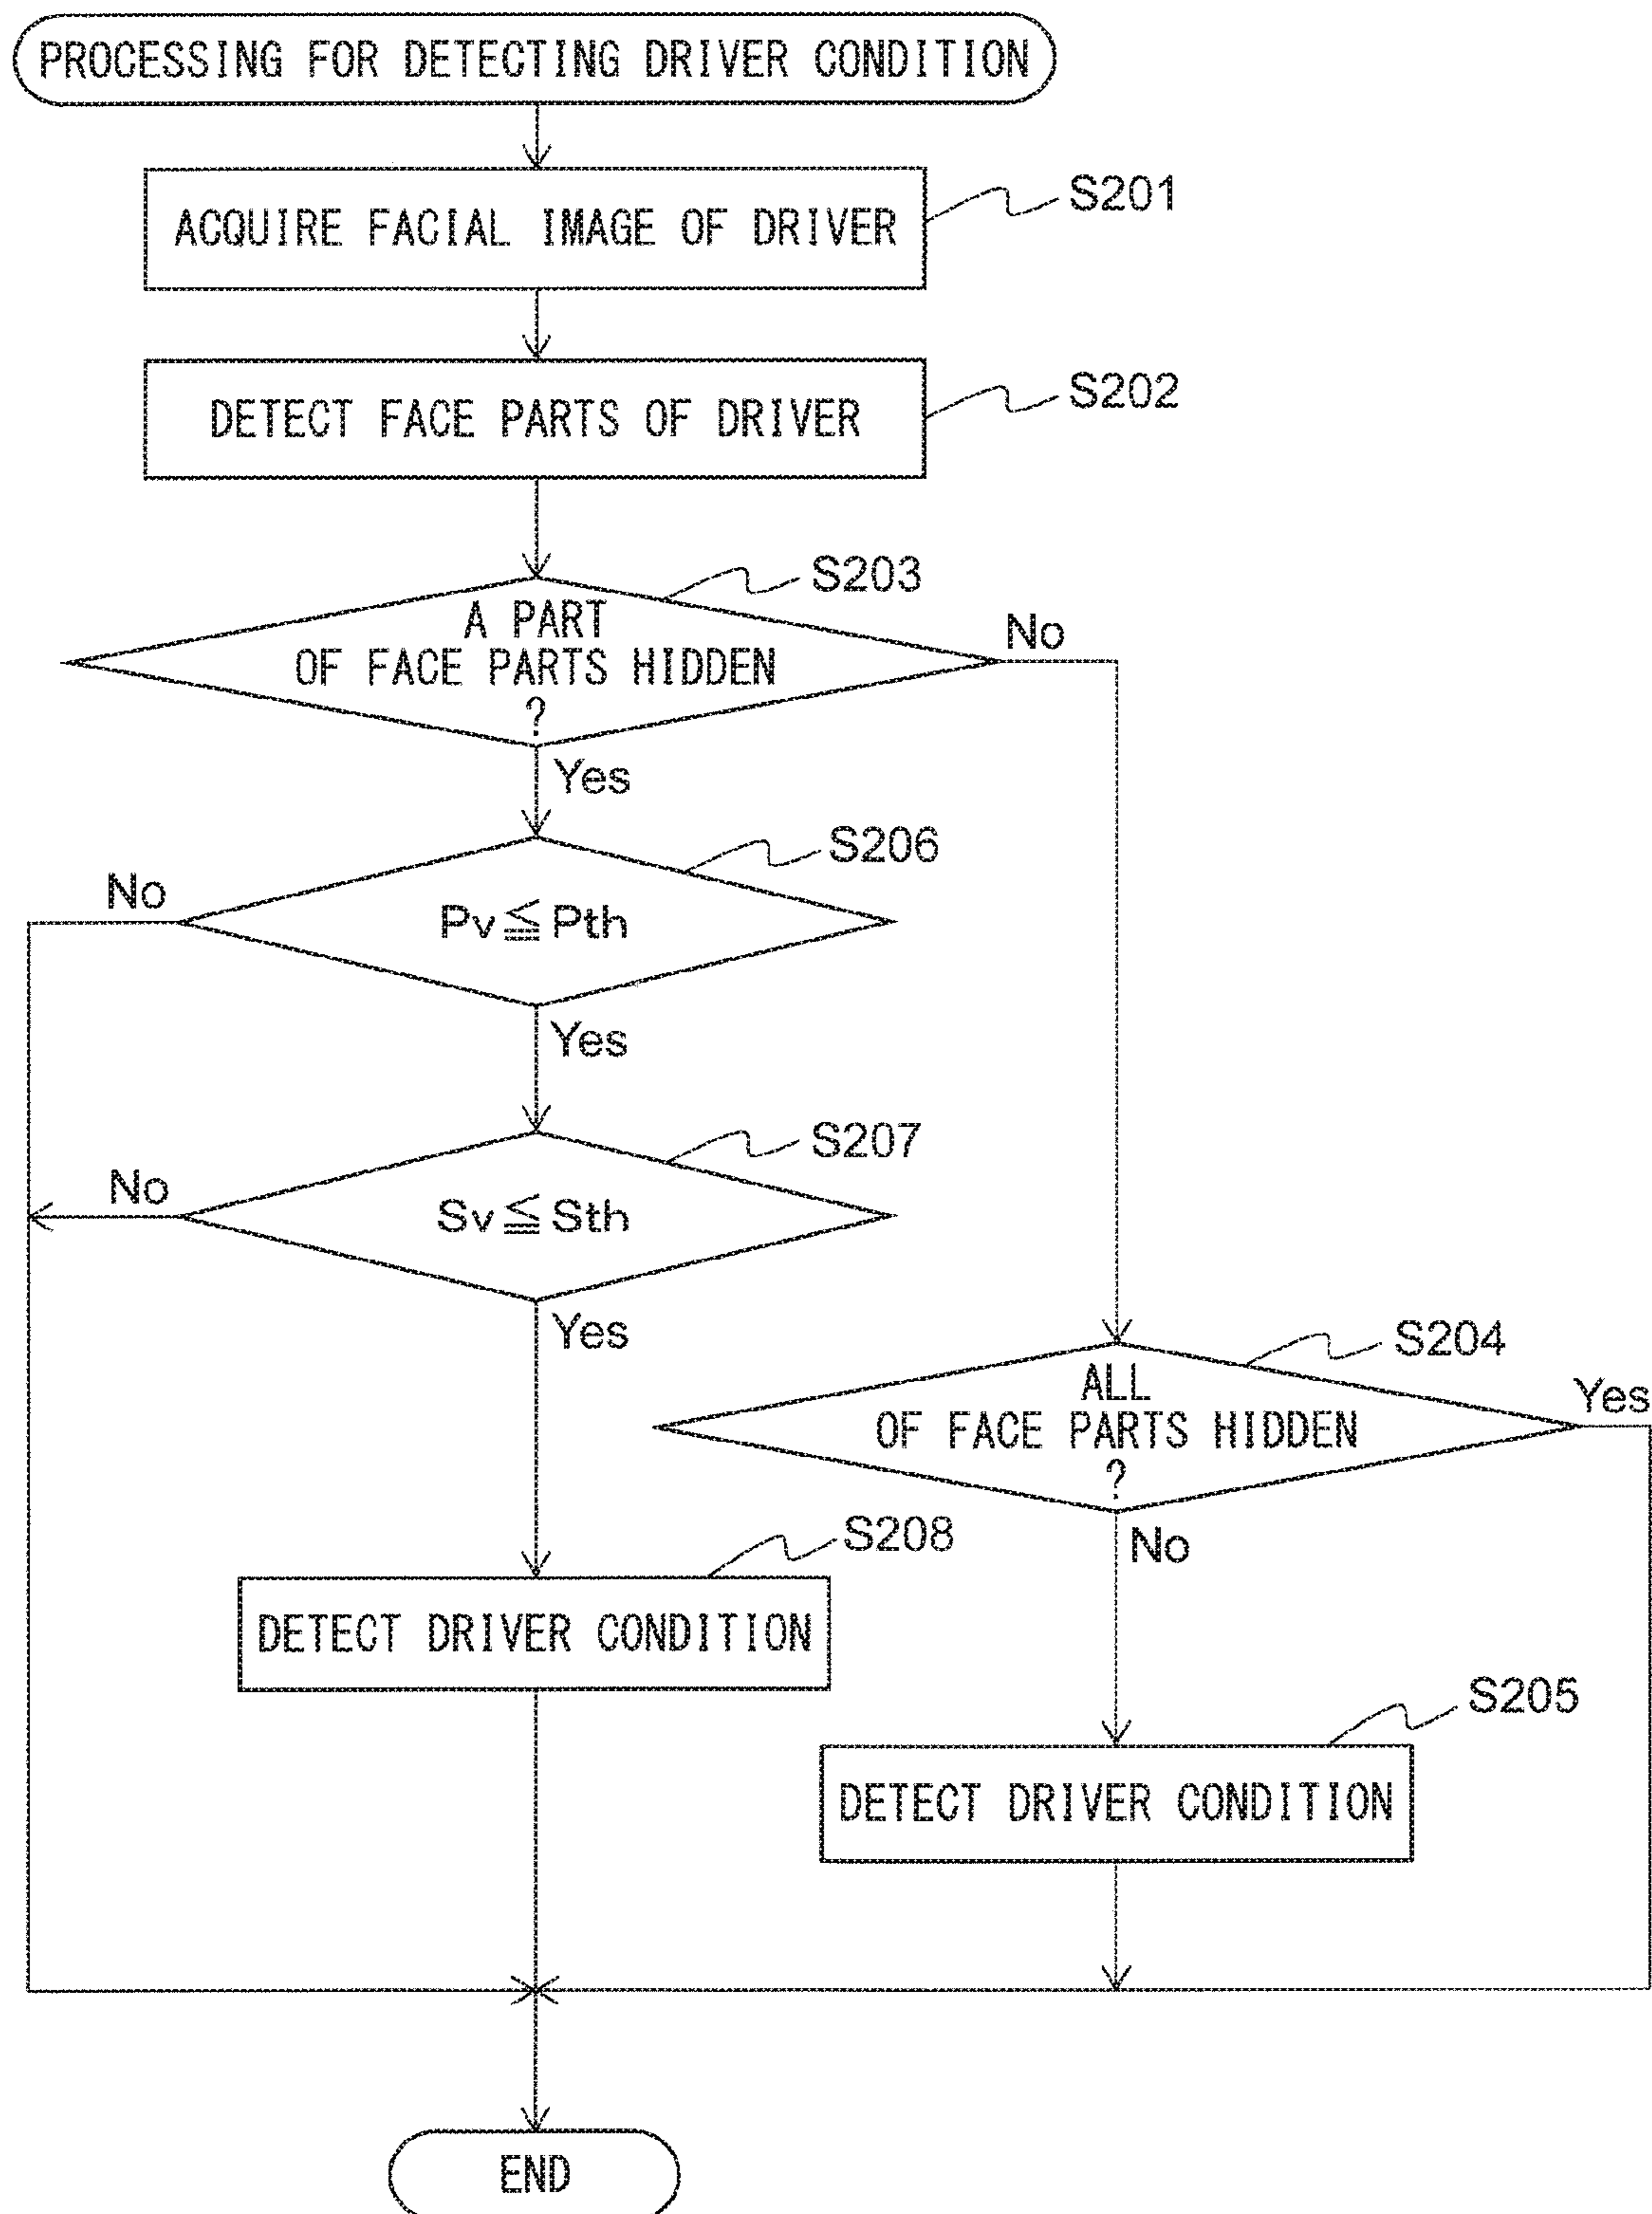 PROCESSING FOR DETECTING DRIVER CONDITION
S201
ACQUIRE FACIAL IMAGE OF DRIVER
S202
DETECT FACE PARTS OF DRIVER
S203
A PART
OF FACE PARTS HIDDEN
?
No
Yes
S206
No
Pv≦Pth
Yes
S207
No
Sv≦Sth
Yes
S204
ALL
OF FACE PARTS HIDDEN
?
Yes
No
S208
DETECT DRIVER CONDITION
S205
DETECT DRIVER CONDITION
END